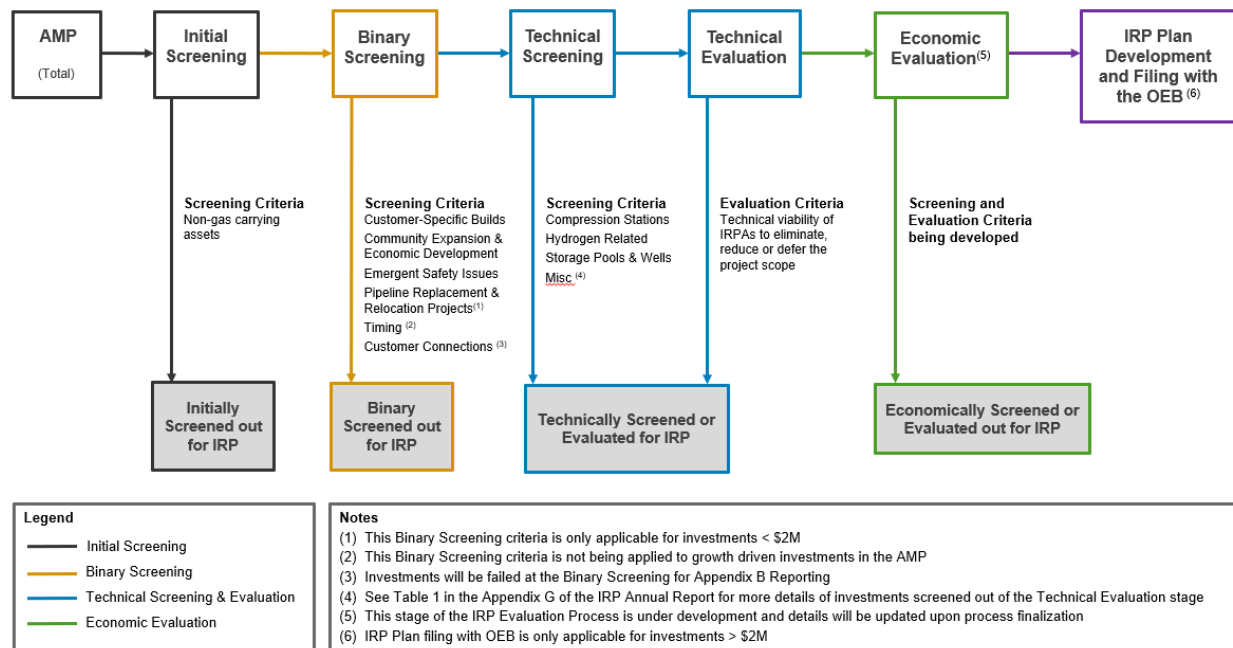 AMP
(Total)
Initial
Screening
Binary
Screening
Technical
Screening
Technical
Evaluation
Economic
Evaluation(5)
IRP Plan
Development
and Filing with
the OEB (6)
Screening Criteria
Non-gas carrying
assets
Screening Criteria
Customer-Specific Builds
Community Expansion &
Economic Development
Emergent Safety Issues
Pipeline Replacement &
Relocation Projects(1)
Timing (2)
Customer Connections (3)
Screening Criteria
Compression Stations
Hydrogen Related
Storage Pools & Wells
Misc (4)
Evaluation Criteria
Technical viability of
IRPAs to eliminate,
reduce or defer the
project scope
Screening and
Evaluation Criteria
being developed
Initially
Screened out
for IRP
Binary
Screened out
for IRP
Technically Screened or
Evaluated for IRP
Economically Screened or
Evaluated out for IRP
Legend
Initial Screening
Binary Screening
Technical Screening & Evaluation
Economic Evaluation
Notes
(1) This Binary Screening criteria is only applicable for investments < $2M
(2) This Binary Screening criteria is not being applied to growth driven investments in the AMP
(3) Investments will be failed at the Binary Screening for Appendix B Reporting
(4) See Table 1 in the Appendix G of the IRP Annual Report for more details of investments screened out of the Technical Evaluation stage
(5) This stage of the IRP Evaluation Process is under development and details will be updated upon process finalization
(6) IRP Plan filing with OEB is only applicable for investments > $2M